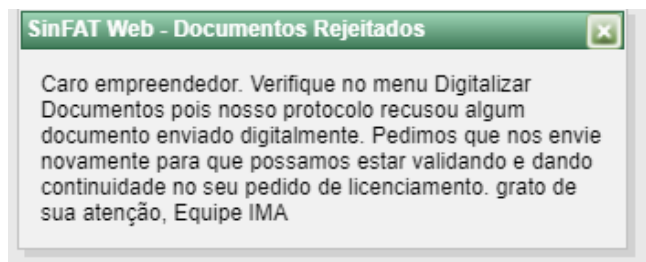 SinFAT Web - Documentos Rejeitados
Caro empreendedor. Verifique no menu Digitalizar
Documentos pois nosso protocolo recusou algum
documento enviado digitalmente. Pedimos que nos envie
novamente para que possamos estar validando e dando
continuidade no seu pedido de licenciamento. grato de
sua atenção, Equipe IMA